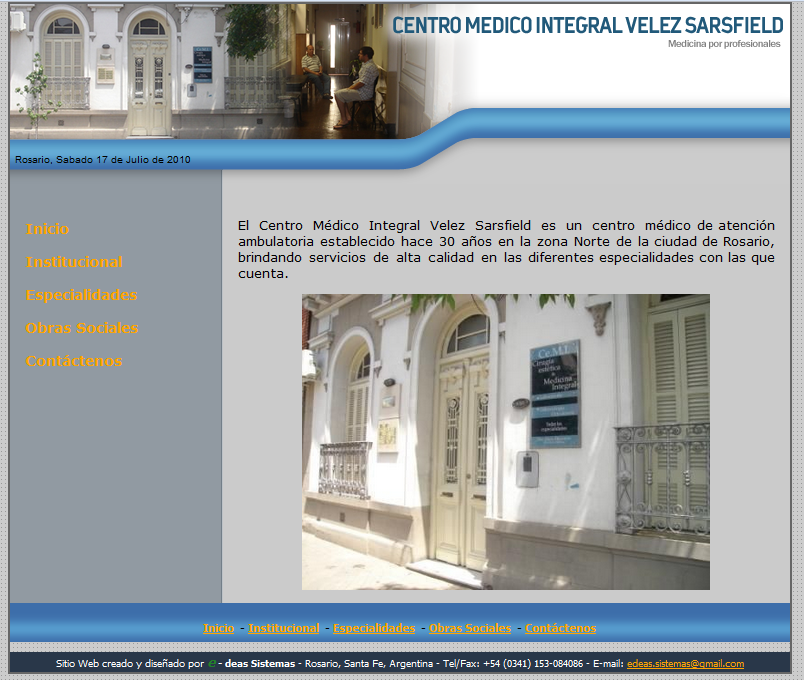 CENTRO MEDICO INTEGRAL VELEZ SARSFIELD
Medicina por profesionales
Rosario, Sabado 17 de Julio de 2010
Inicio
Institucional
Especialidades
Obras Sociales
Contáctenos
El Centro Médico Integral Velez Sarsfield es un centro médico de atención
ambulatoria establecido hace 30 años en la zona Norte de la ciudad de Rosario,
brindando servicios de alta calidad en las diferentes especialidades con las que
cuenta.
Ce.M.I.
Cirugía
estética
Medicina
Integral
Todas las
especialidades
Inicio - Institucional - Especialidades - Obras Sociales - Contáctenos
Sitio Web creado y diseñado por e - deas Sistemas - Rosario, Santa Fe, Argentina - Tel/Fax: +54 (0341) 153-084086 - E-mail: edeas.sistemas@gmail.com